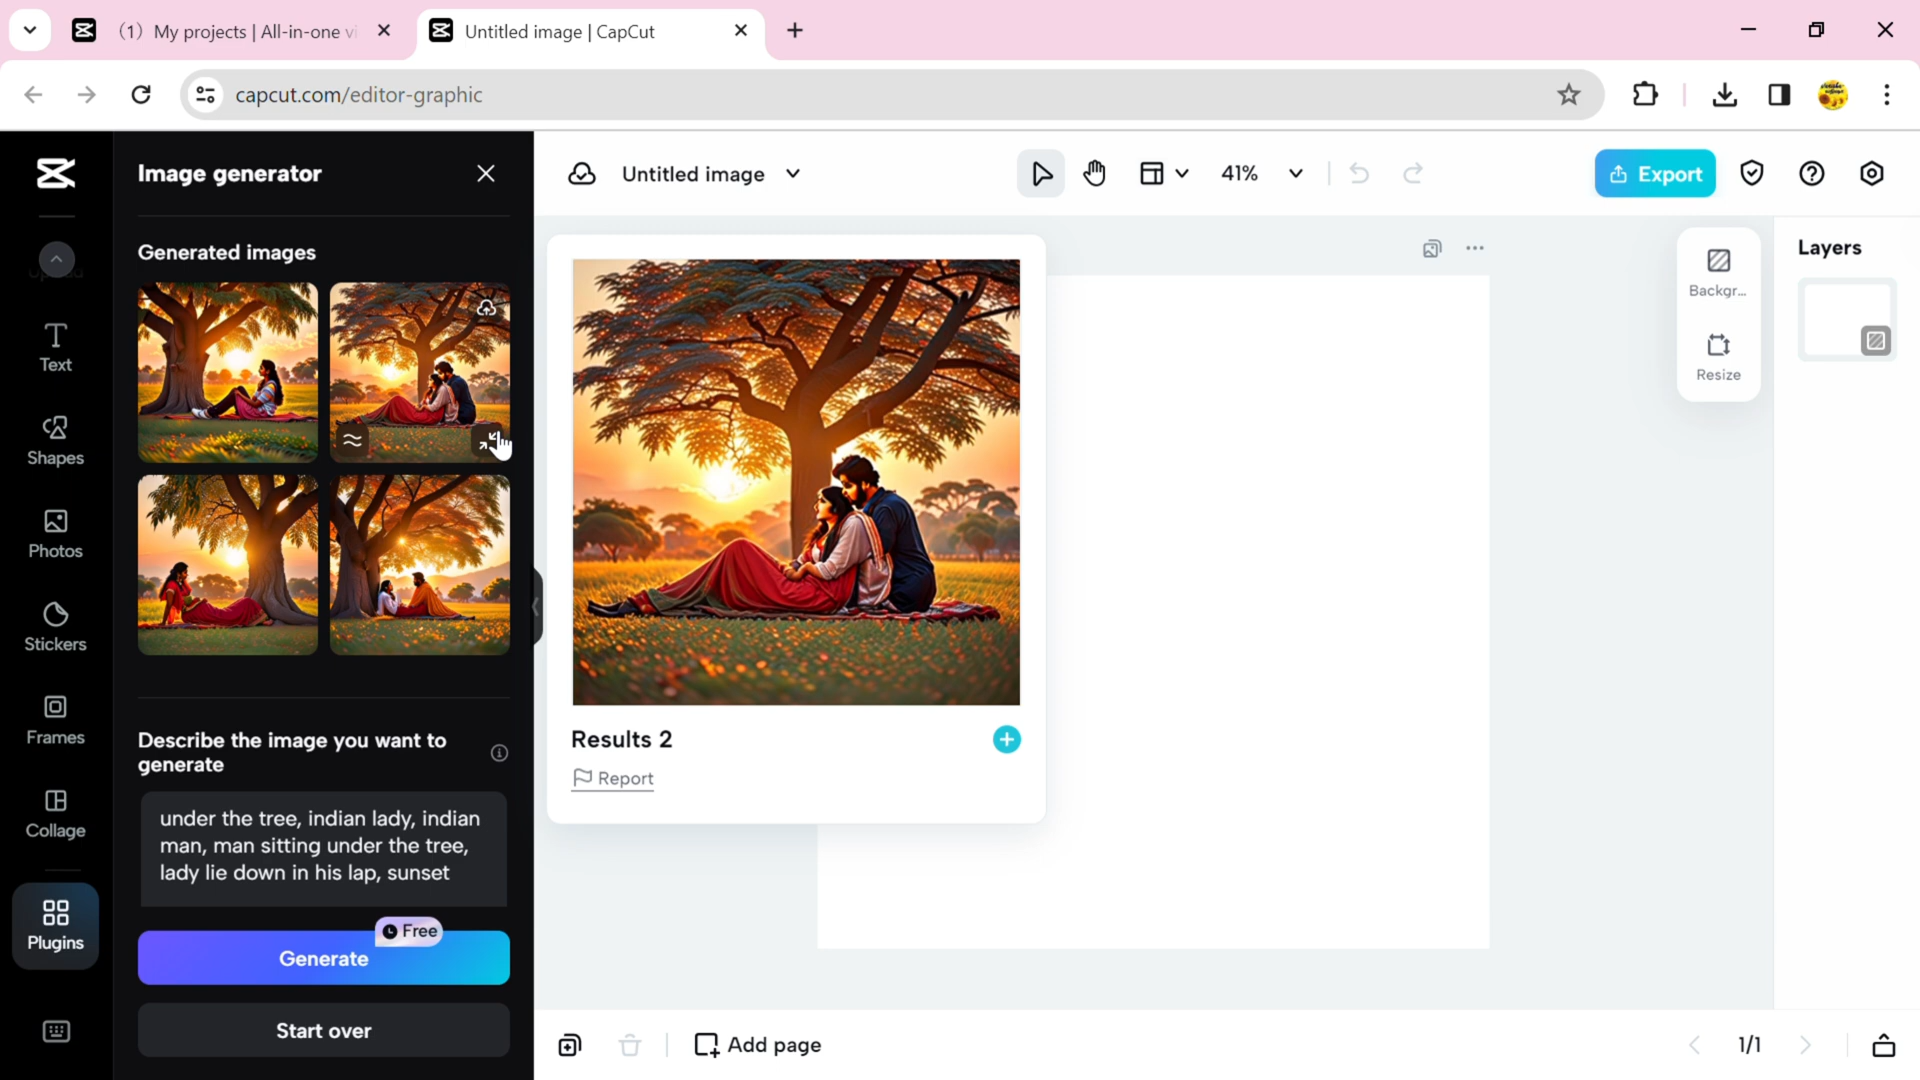 (1) My projects | All-in-one vi
Untitled image | CapCut
capcut.com/editor-graphic
Image generator
Untitled image
41%
Export
Generated images
Text
Shapes
Photos
Stickers
Frames
Collage
Plugins
Results 2
Report
Describe the image you want to
generate
under the tree, indian lady, indian
man, man sitting under the tree,
lady lie down in his lap, sunset
Free
Generate
Start over
Backgr...
Resize
Layers
Add page
1/1